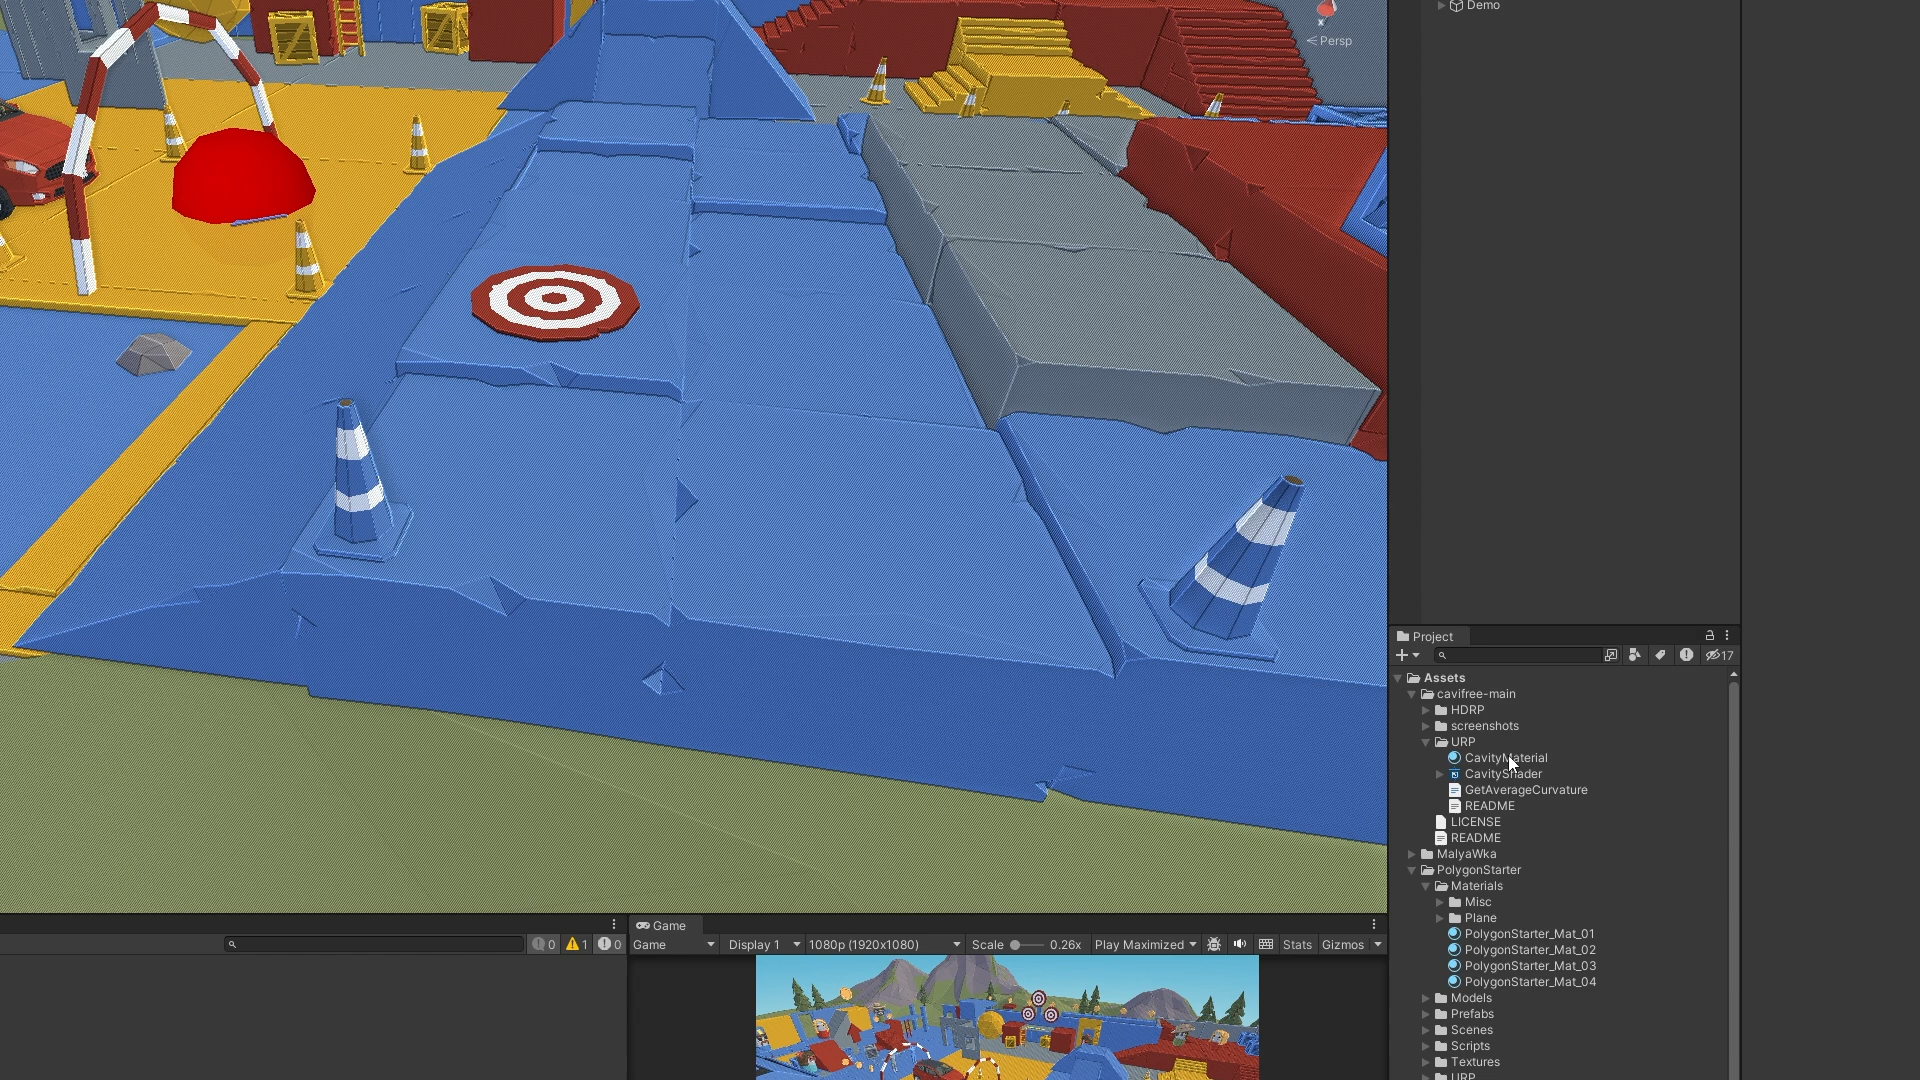 Demo
Persp
Project
17
Assets
cavifree-main
HDRP
screenshots
URP
CavityMaterial
CavityShader
GetAverageCurvature
README
LICENSE
README
MalyaWka
PolygonStarter
Materials
Misc
Plane
PolygonStarter_Mat_01
PolygonStarter_Mat_02
PolygonStarter_Mat_03
PolygonStarter_Mat_04
Models
Prefabs
Scenes
Scripts
Textures
URP
0 1 0
Game
Game Display 1 1080p (1920x1080) Scale 0.26x Play Maximized Stats Gizmos